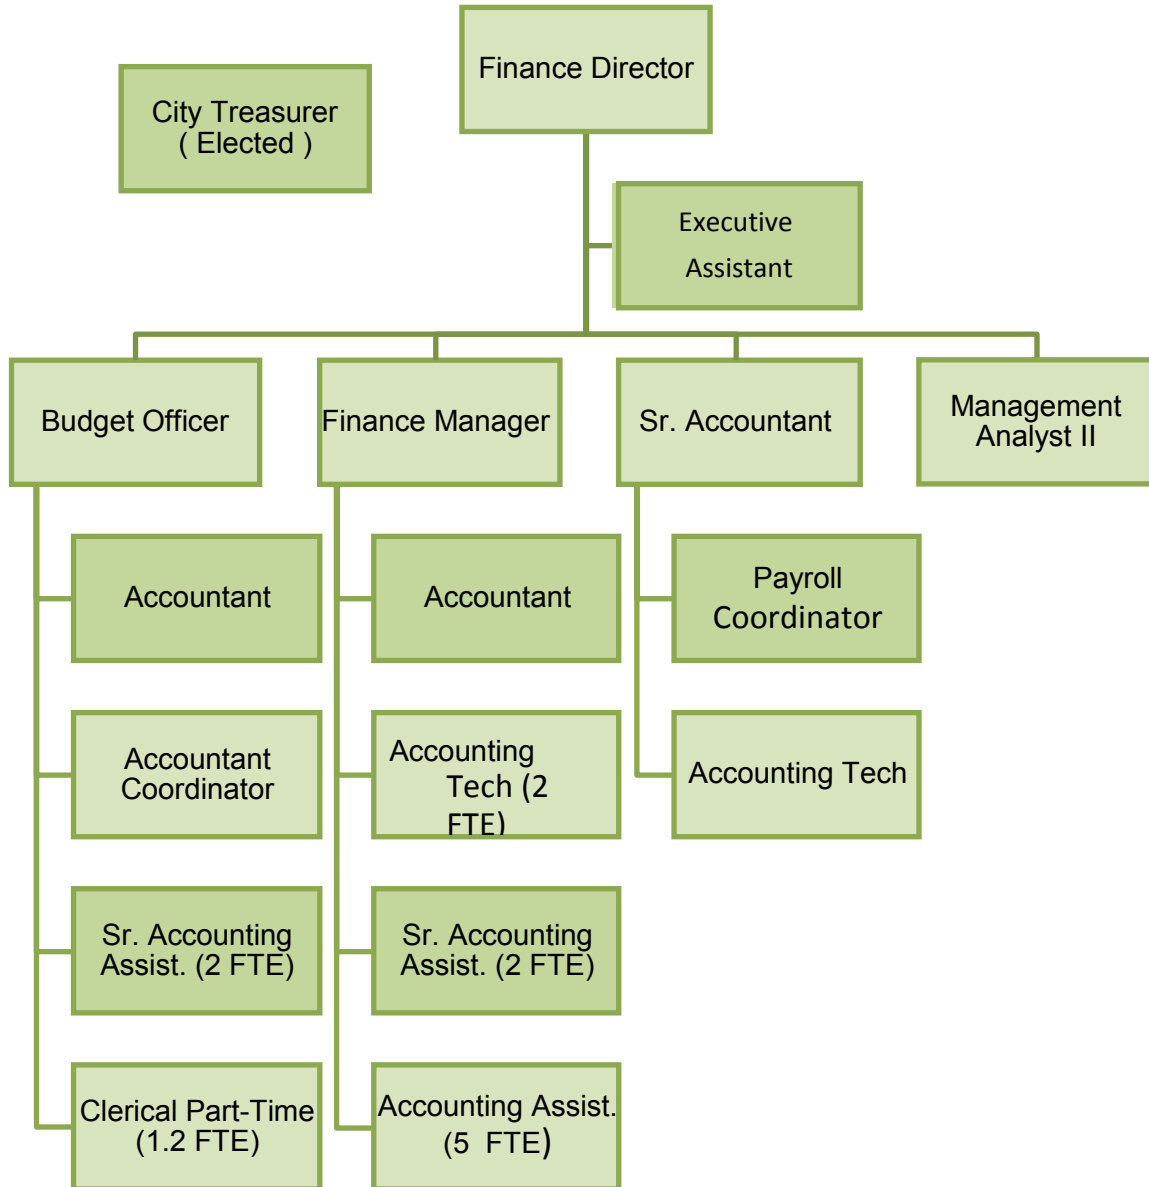 Finance Director
City Treasurer
( Elected )
Executive
Assistant
Budget Officer
Finance Manager
Sr. Accountant
Management
Analyst II
Accountant
Accountant
Payroll
Coordinator
Accountant
Coordinator
Accounting
Tech (2
FTE)
Accounting Tech
Sr. Accounting
Assist. (2 FTE)
Sr. Accounting
Assist. (2 FTE)
Clerical Part-Time
(1.2 FTE)
Accounting Assist.
(5 FTE)